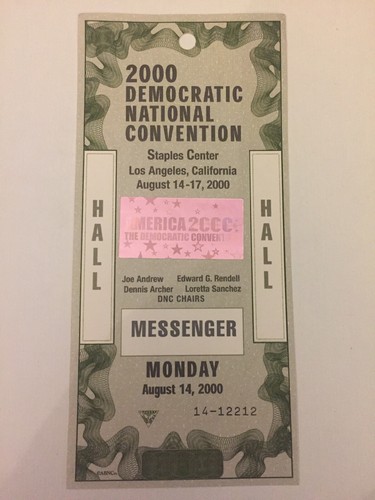 2000
DEMOCRATIC
NATIONAL
CONVENTION
Staples Center
Los Angeles, California
August 14-17, 2000
HALL
HALL
AMERICA 2000
THE DEMOCRATIC CONVENT
Joe Andrew Edward G. Rendell
Dennis Archer Loretta Sanchez
DNC CHAIRS
MESSENGER
MONDAY
August 14, 2000
14-12212